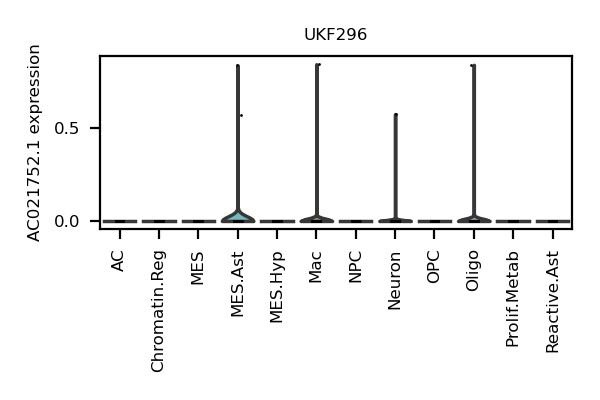 UKF296
AC021752.1 expression
0.5
0.0
AC
Chromatin.Reg
MES
MES.Ast
MES.Hyp
Mac
NPC
Neuron
OPC
Oligo
Prolif.Metab
Reactive.Ast